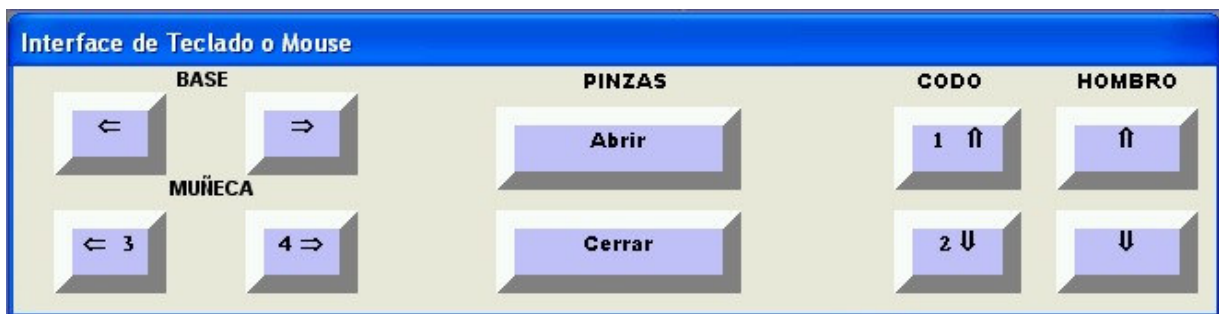 Interface de Teclado o Mouse
BASE PINZAS CODO HOMBRO
⇐ ⇒ Abrir 1 ⇑ ⇑
MUÑECA
⇐ 3 4 ⇒ Cerrar 2 ⇓ ⇓